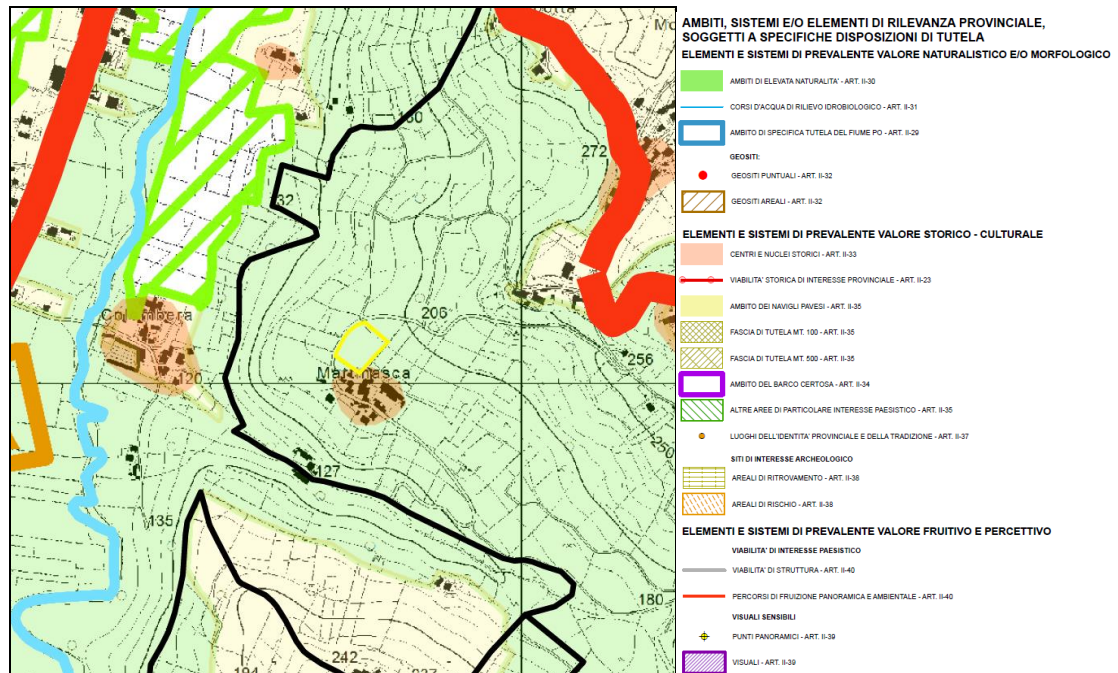 160
272
132
Colombera
206
256
Martinasca
120
250
127
135
180
242
AMBITI, SISTEMI E/O ELEMENTI DI RILEVANZA PROVINCIALE,
SOGGETTI A SPECIFICHE DISPOSIZIONI DI TUTELA
ELEMENTI E SISTEMI DI PREVALENTE VALORE NATURALISTICO E/O MORFOLOGICO
AMBITI DI ELEVATA NATURALITA' - ART. II-30
CORSI D'ACQUA DI RILIEVO IDROBIOLOGICO - ART. II-31
AMBITO DI SPECIFICA TUTELA DEL FIUME PO - ART. II-29
GEOSITI:
GEOSITI PUNTUALI - ART. II-32
GEOSITI AREALI - ART. II-32
ELEMENTI E SISTEMI DI PREVALENTE VALORE STORICO - CULTURALE
CENTRI E NUCLEI STORICI - ART. II-33
VIABILITA' STORICA DI INTERESSE PROVINCIALE - ART. II-23
AMBITO DEI NAVIGLI PAVESI - ART. II-35
FASCIA DI TUTELA MT. 100 - ART. II-35
FASCIA DI TUTELA MT. 500 - ART. II-35
AMBITO DEL BARCO CERTOSA - ART. II-34
ALTRE AREE DI PARTICOLARE INTERESSE PAESISTICO - ART. II-35
LUOGHI DELL'IDENTITA' PROVINCIALE E DELLA TRADIZIONE - ART. II-37
SITI DI INTERESSE ARCHEOLOGICO
AREALI DI RITROVAMENTO - ART. II-38
AREALI DI RISCHIO - ART. II-38
ELEMENTI E SISTEMI DI PREVALENTE VALORE FRUITIVO E PERCETTIVO
VIABILITA' DI INTERESSE PAESISTICO
VIABILITA' DI STRUTTURA - ART. II-40
PERCORSI DI FRUIZIONE PANORAMICA E AMBIENTALE - ART. II-40
VISUALI SENSIBILI
PUNTI PANORAMICI - ART. II-39
VISUALI - ART. II-39